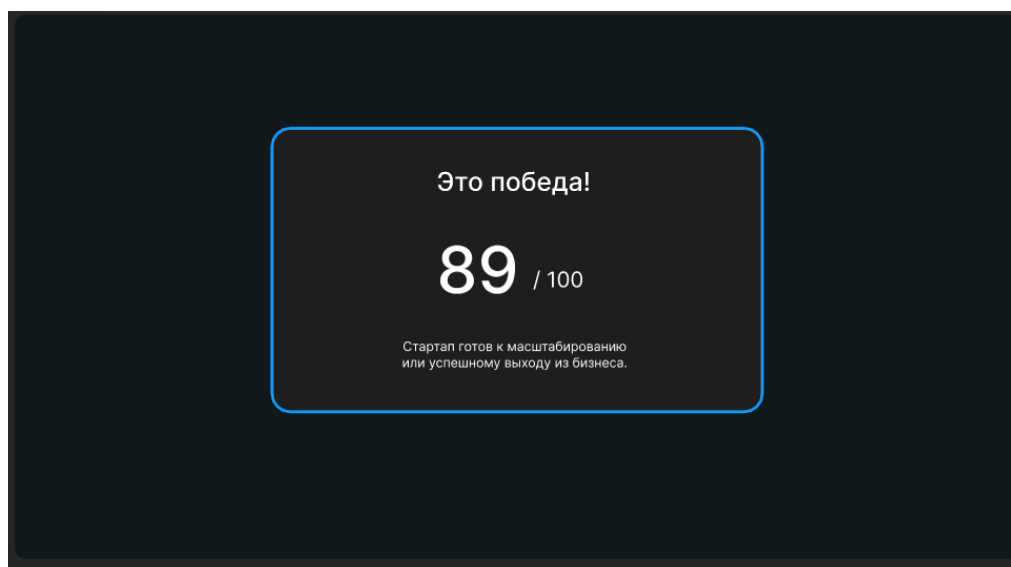 Это победа!
89 / 100
Стартап готов к масштабированию
или успешному выходу из бизнеса.